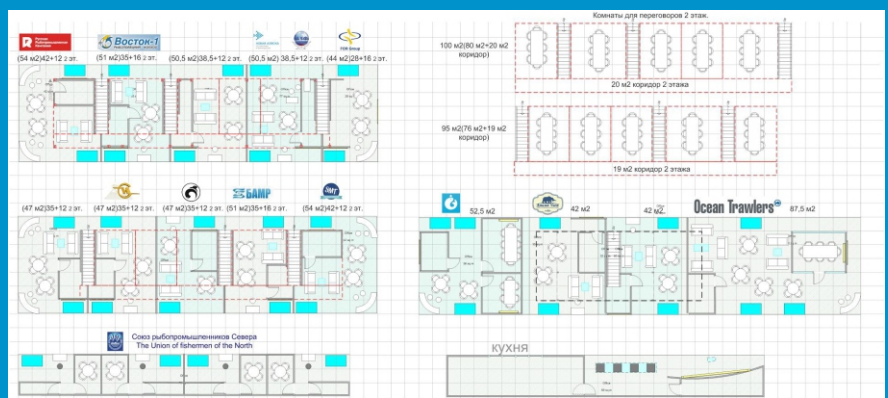 Комнаты для переговоров 2 этаж.
Восток-1
FOR Group
(54 м2)42+12 2 эт.
(51 м2)35+16 2 эт.
(50,5 м2)38,5+12 2 эт.
(50,5 м2) 38,5+12 2 эт.
(44 м2)28+16 2 эт.
100 м2(80 м2+20 м2
коридор)
20 м2 коридор 2 этажа
95 м2(76 м2+19 м2
коридор)
19 м2 коридор 2 этажа
БАМР
ЗМТ
(47 м2)35+12 2 эт.
(47 м2)35+12 2 эт.
(47 м2)35+12 2 эт.
(51 м2)35+16 2 эт.
(54 м2)42+12 2 эт.
52,5 м2
42 м2
42 м2.
Ocean Trawlers
87,5 м2
Союз рыбопромышленников Севера
The Union of fishermen of the North
кухня